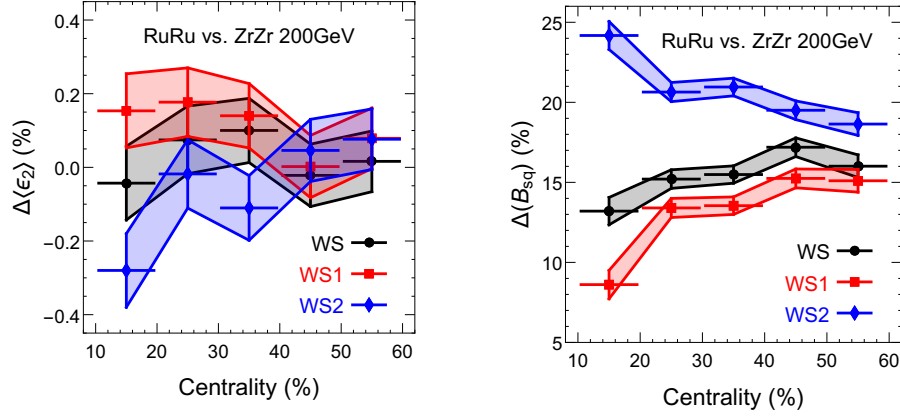 RuRu vs. ZrZr 200GeV
0.4
0.2
0.0
−0.2
−0.4
Δ⟨ε₂⟩ (%)
WS
WS1
WS2
10 20 30 40 50 60
Centrality (%)
RuRu vs. ZrZr 200GeV
25
20
15
10
5
Δ⟨B_sq⟩ (%)
WS
WS1
WS2
10 20 30 40 50 60
Centrality (%)